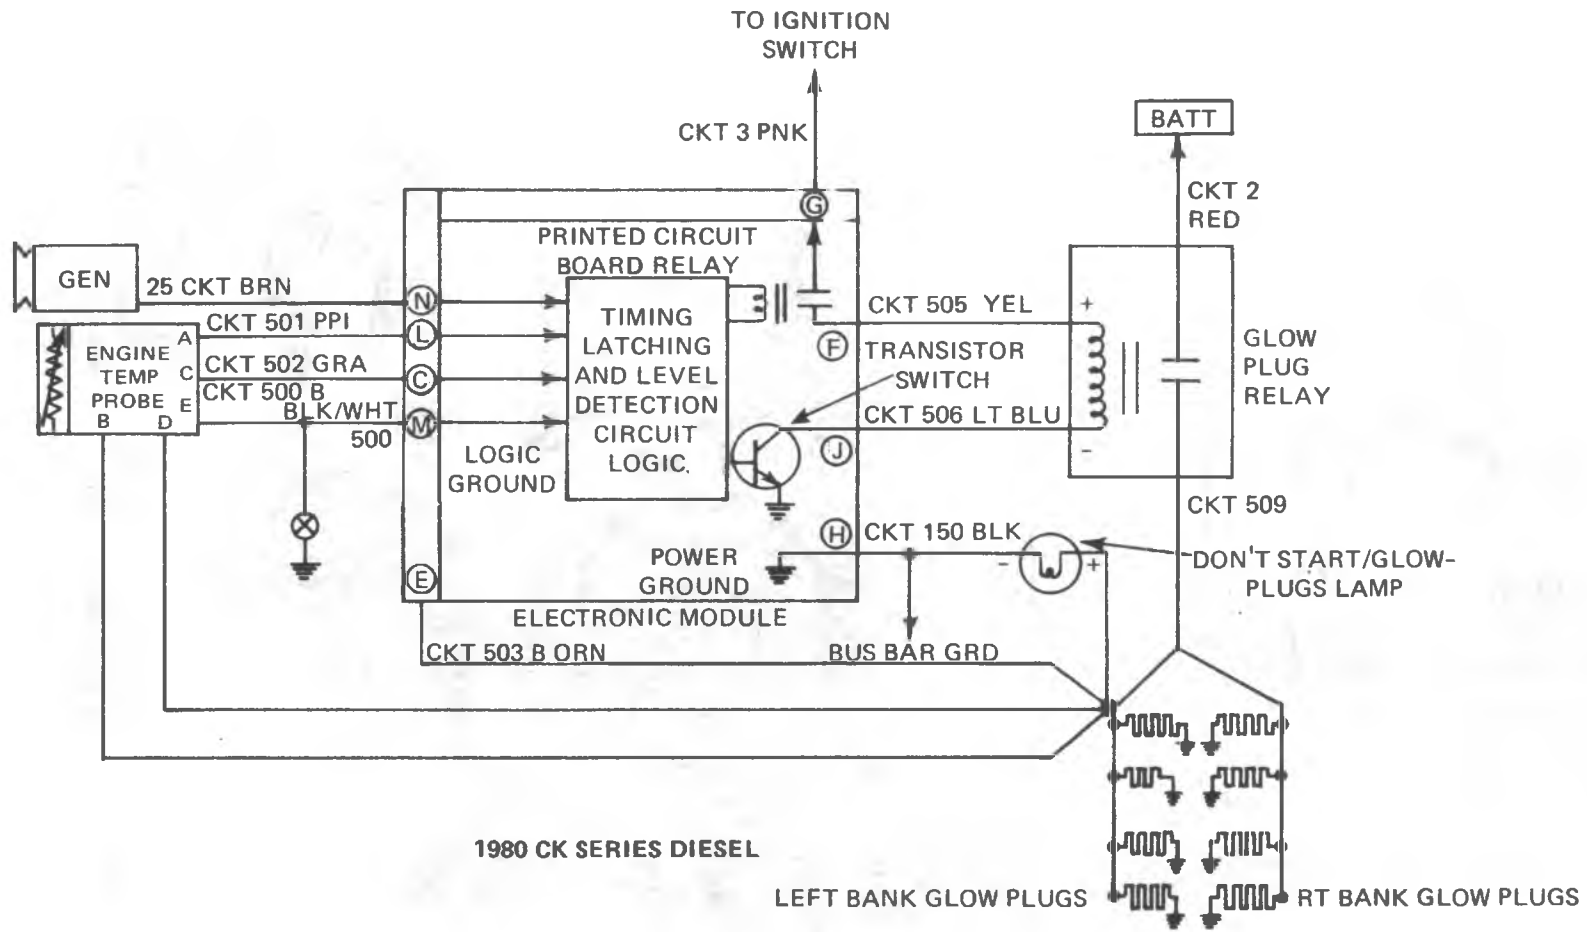 TO IGNITION
SWITCH
CKT 3 PNK
BATT
CKT 2
RED
G
PRINTED CIRCUIT
BOARD RELAY
GEN
25 CKT BRN
N
CKT 501 PPI
L
ENGINE
TEMP
PROBE
A
C
E
B
D
CKT 502 GRA
C
CKT 500 B
BLK/WHT
500
M
TIMING
LATCHING
AND LEVEL
DETECTION
CIRCUIT
LOGIC.
LOGIC
GROUND
CKT 505 YEL
F
TRANSISTOR
SWITCH
CKT 506 LT BLU
J
+
-
GLOW
PLUG
RELAY
CKT 509
H
CKT 150 BLK
-
+
DON'T START/GLOW-
PLUGS LAMP
POWER
GROUND
E
ELECTRONIC MODULE
CKT 503 B ORN
BUS BAR GRD
1980 CK SERIES DIESEL
LEFT BANK GLOW PLUGS
RT BANK GLOW PLUGS